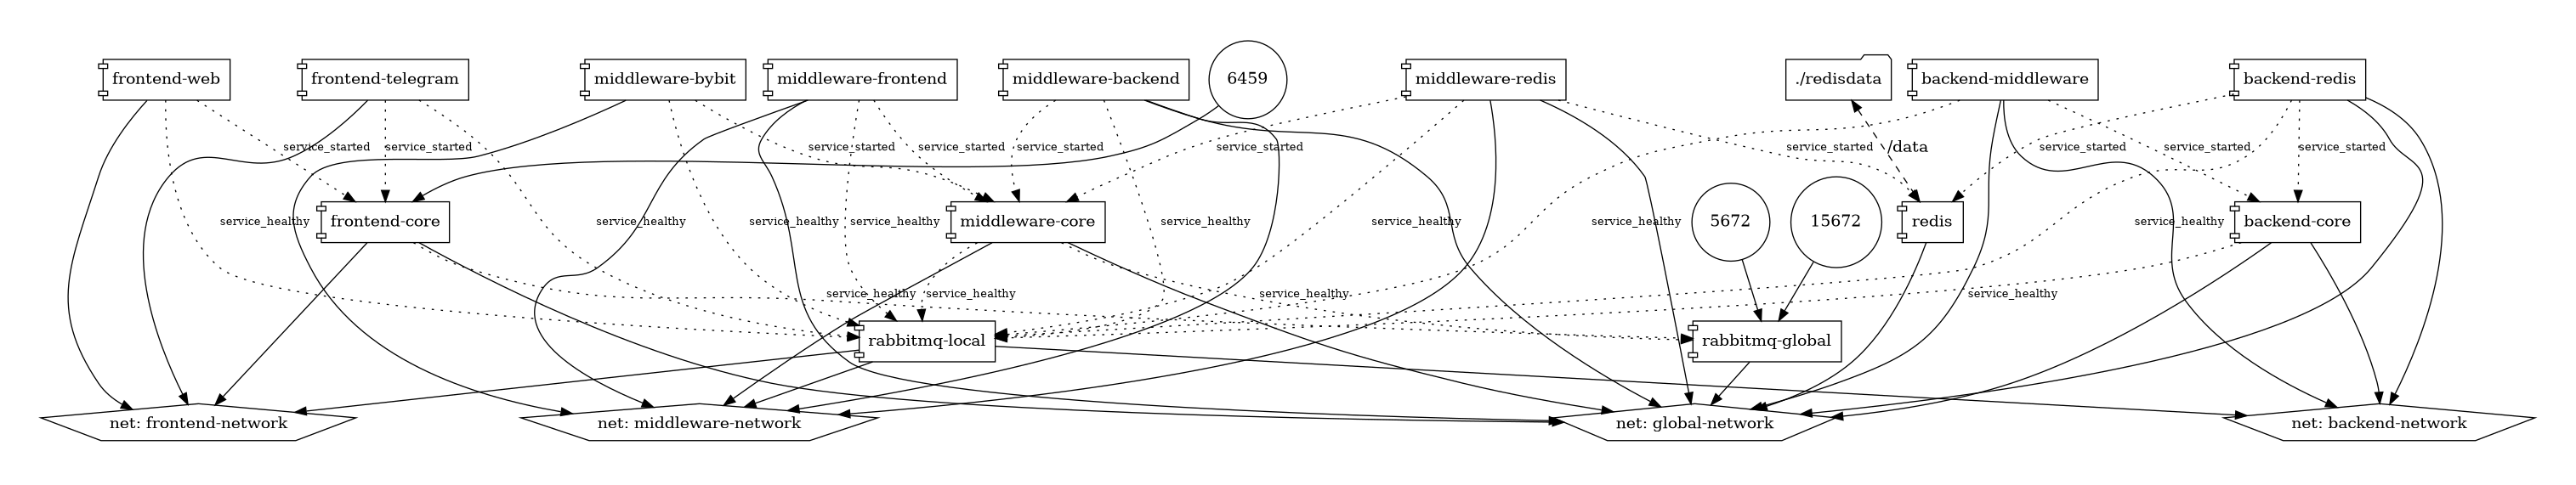 6459
frontend-web
frontend-telegram
middleware-bybit
middleware-frontend
middleware-backend
middleware-redis
./redisdata
backend-middleware
backend-redis
service_started
service_started
service_started
service_started
service_started
service_started
service_started
/data
service_started
service_started
service_started
frontend-core
service_healthy
service_healthy
service_healthy
service_healthy
middleware-core
service_healthy
service_healthy
service_healthy
5672
15672
redis
service_healthy
backend-core
service_healthy
service_healthy
service_healthy
service_healthy
rabbitmq-local
rabbitmq-global
net: frontend-network
net: middleware-network
net: global-network
net: backend-network